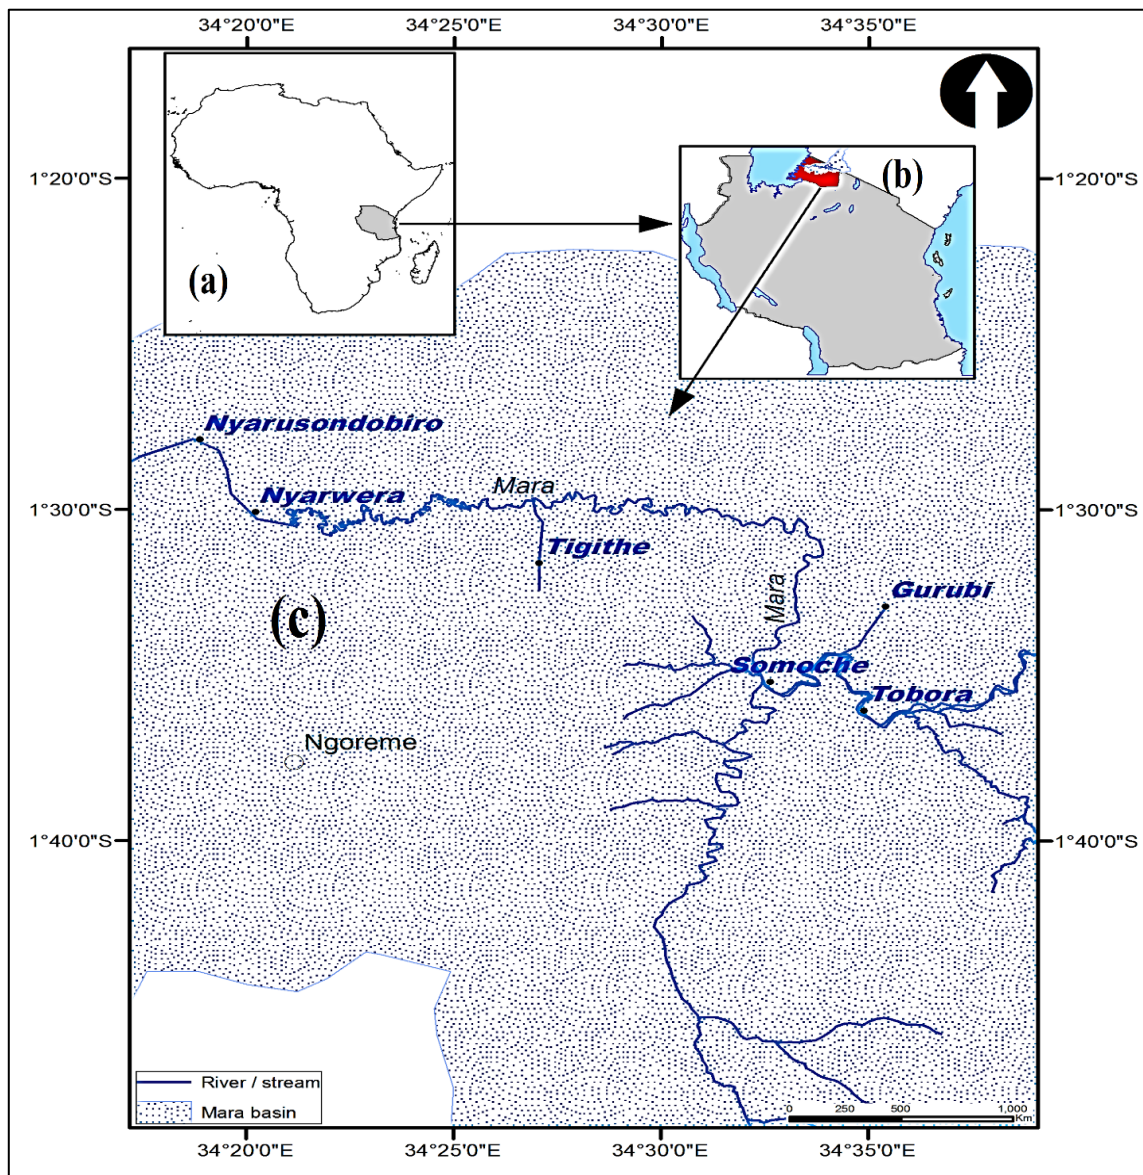 34°20'0"E 34°25'0"E 34°30'0"E 34°35'0"E
1°20'0"S
1°20'0"S
(a)
(b)
Nyarusondobiro
Nyarwera
Mara
1°30'0"S
1°30'0"S
Tigithe
Mara
Gurubi
(c)
Somoche
Tobora
Ngoreme
1°40'0"S
1°40'0"S
River / stream
Mara basin
0 250 500 1,000
Km
34°20'0"E 34°25'0"E 34°30'0"E 34°35'0"E